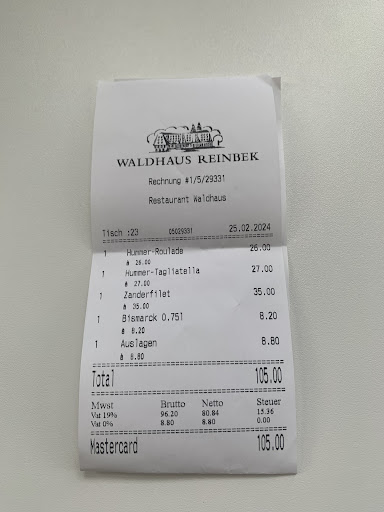 WALDHAUS REINBEK
Rechnung #1/5/29331
Restaurant Waldhaus
Tisch :23 05029331 25.02.2024
1 Hummer-Roulade 26.00
à 26.00
1 Hummer-Tagliatella 27.00
à 27.00
1 Zanderfilet 35.00
à 35.00
1 Bismarck 0.75l 8.20
à 8.20
1 Auslagen 8.80
à 8.80
Total 105.00
Mwst Brutto Netto Steuer
Vat 19% 96.20 80.84 15.36
Vat 0% 8.80 8.80 0.00
Mastercard 105.00